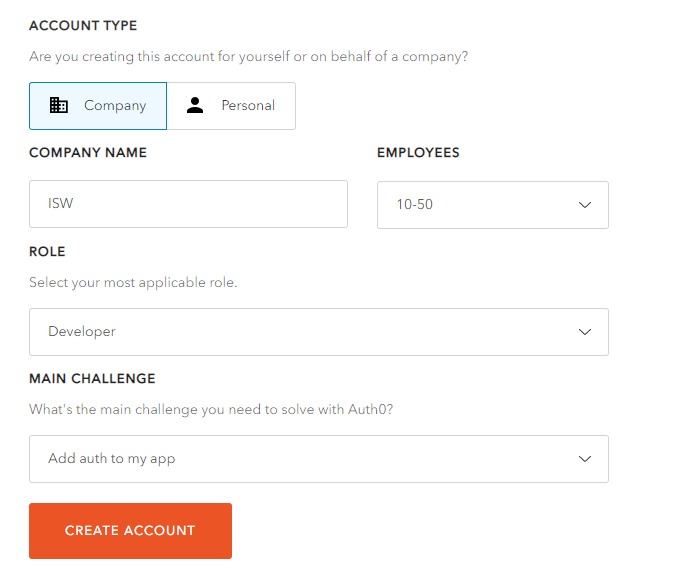 ACCOUNT TYPE
Are you creating this account for yourself or on behalf of a company?
Company Personal
COMPANY NAME EMPLOYEES
ISW 10-50
ROLE
Select your most applicable role.
Developer
MAIN CHALLENGE
What's the main challenge you need to solve with Auth0?
Add auth to my app
CREATE ACCOUNT